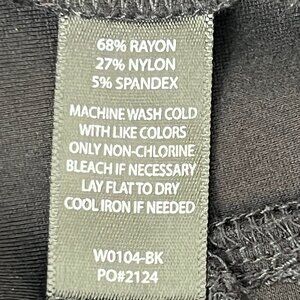 68% RAYON
27% NYLON
5% SPANDEX
MACHINE WASH COLD
WITH LIKE COLORS
ONLY NON-CHLORINE
BLEACH IF NECESSARY
LAY FLAT TO DRY
COOL IRON IF NEEDED
W0104-BK
PO#2124